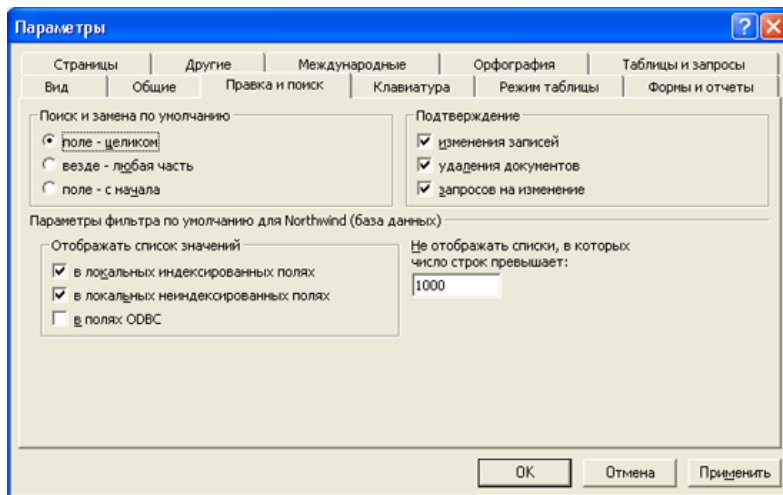 Параметры
Страницы Другие Международные Орфография Таблицы и запросы
Вид Общие Правка и поиск Клавиатура Режим таблицы Формы и отчеты
Поиск и замена по умолчанию
поле - целиком
везде - любая часть
поле - с начала
Подтверждение
изменения записей
удаления документов
запросов на изменение
Параметры фильтра по умолчанию для Northwind (база данных)
Отображать список значений
в локальных индексированных полях
в локальных неиндексированных полях
в полях ODBC
Не отображать списки, в которых
число строк превышает:
1000
ОК Отмена Применить